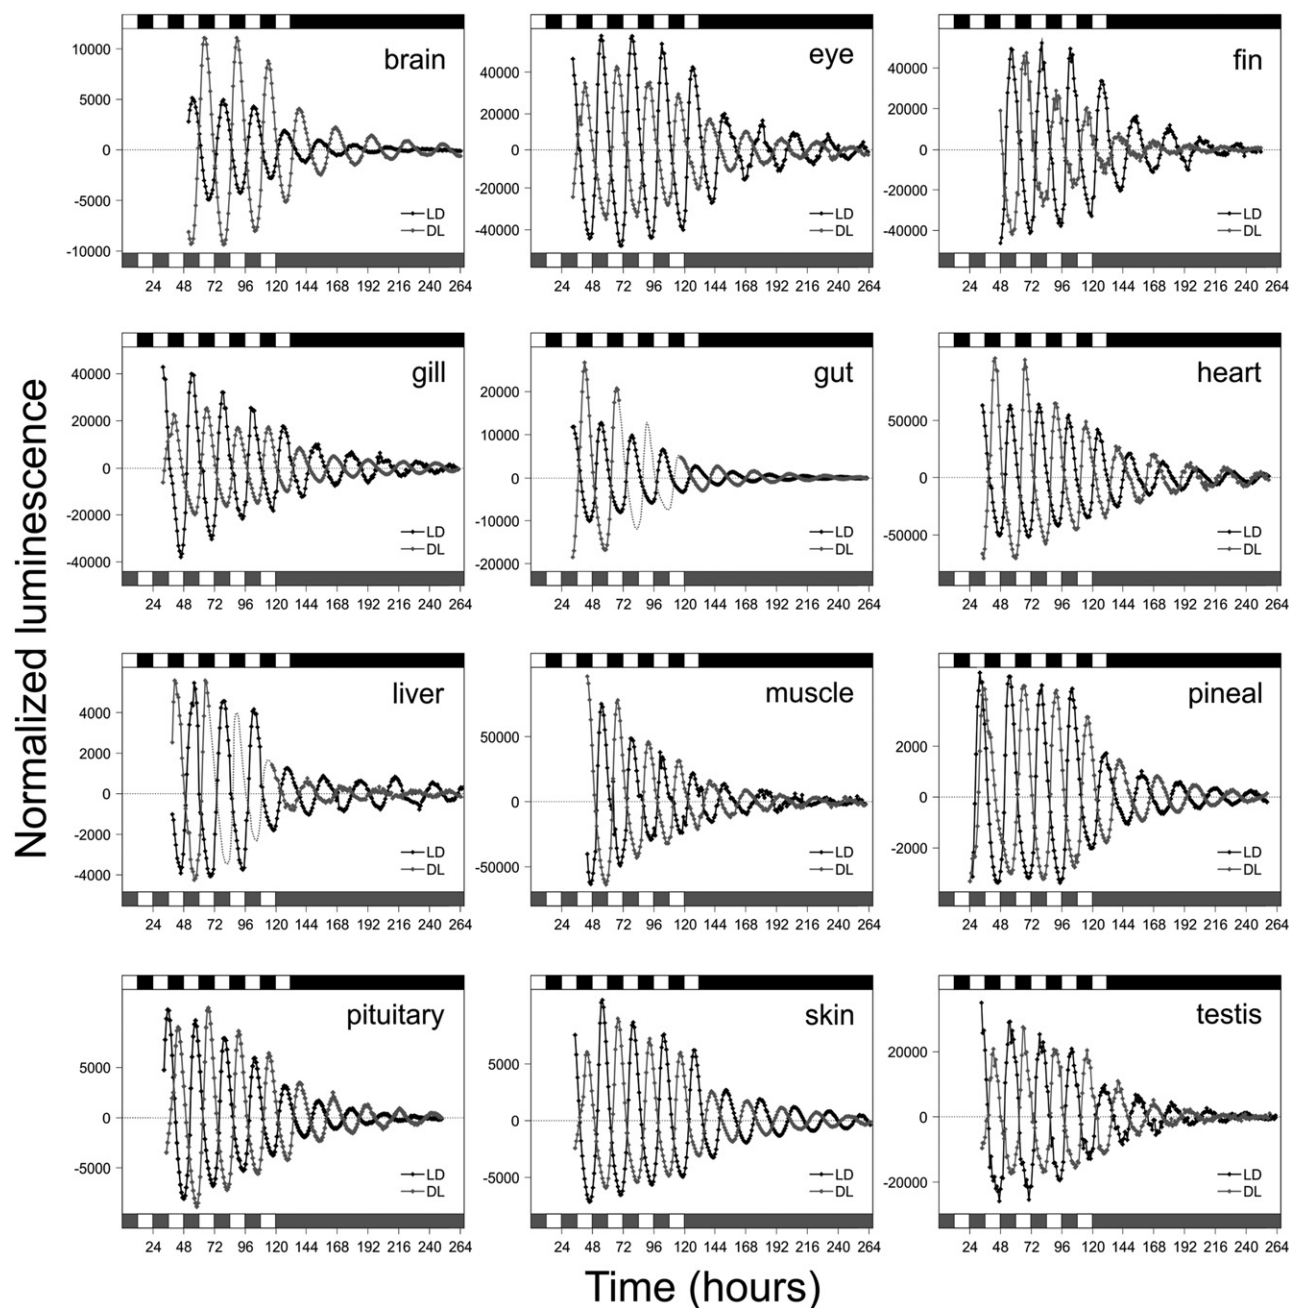 Normalized luminescence
brain
10000
5000
0
-5000
-10000
LD
DL
24 48 72 96 120 144 168 192 216 240 264
eye
40000
20000
0
-20000
-40000
LD
DL
24 48 72 96 120 144 168 192 216 240 264
fin
40000
20000
0
-20000
-40000
LD
DL
24 48 72 96 120 144 168 192 216 240 264
gill
40000
20000
0
-20000
-40000
LD
DL
24 48 72 96 120 144 168 192 216 240 264
gut
20000
10000
0
-10000
-20000
LD
DL
24 48 72 96 120 144 168 192 216 240 264
heart
50000
0
-50000
LD
DL
24 48 72 96 120 144 168 192 216 240 264
liver
4000
2000
0
-2000
-4000
LD
DL
24 48 72 96 120 144 168 192 216 240 264
muscle
50000
0
-50000
LD
DL
24 48 72 96 120 144 168 192 216 240 264
pineal
2000
0
-2000
LD
DL
24 48 72 96 120 144 168 192 216 240 264
pituitary
5000
0
-5000
LD
DL
24 48 72 96 120 144 168 192 216 240 264
skin
5000
0
-5000
LD
DL
24 48 72 96 120 144 168 192 216 240 264
testis
20000
0
-20000
LD
DL
24 48 72 96 120 144 168 192 216 240 264
Time (hours)